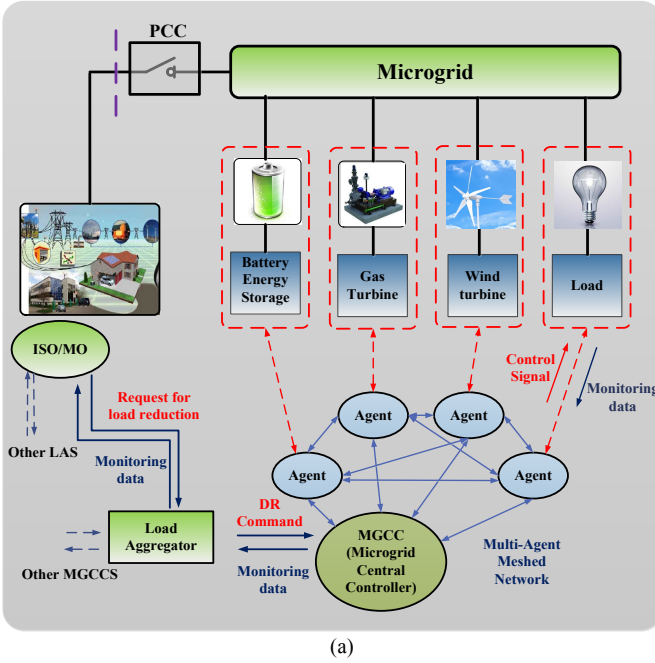 PCC
Microgrid
Battery
Energy
Storage
Gas
Turbine
Wind
turbine
Load
ISO/MO
Control
Signal
Monitoring
data
Request for
load reduction
Agent
Agent
Other LAS
Monitoring
data
Agent
Agent
DR
Command
Load
Aggregator
MGCC
(Microgrid
Central
Controller)
Multi-Agent
Meshed
Network
Other MGCCS
Monitoring
data
(a)